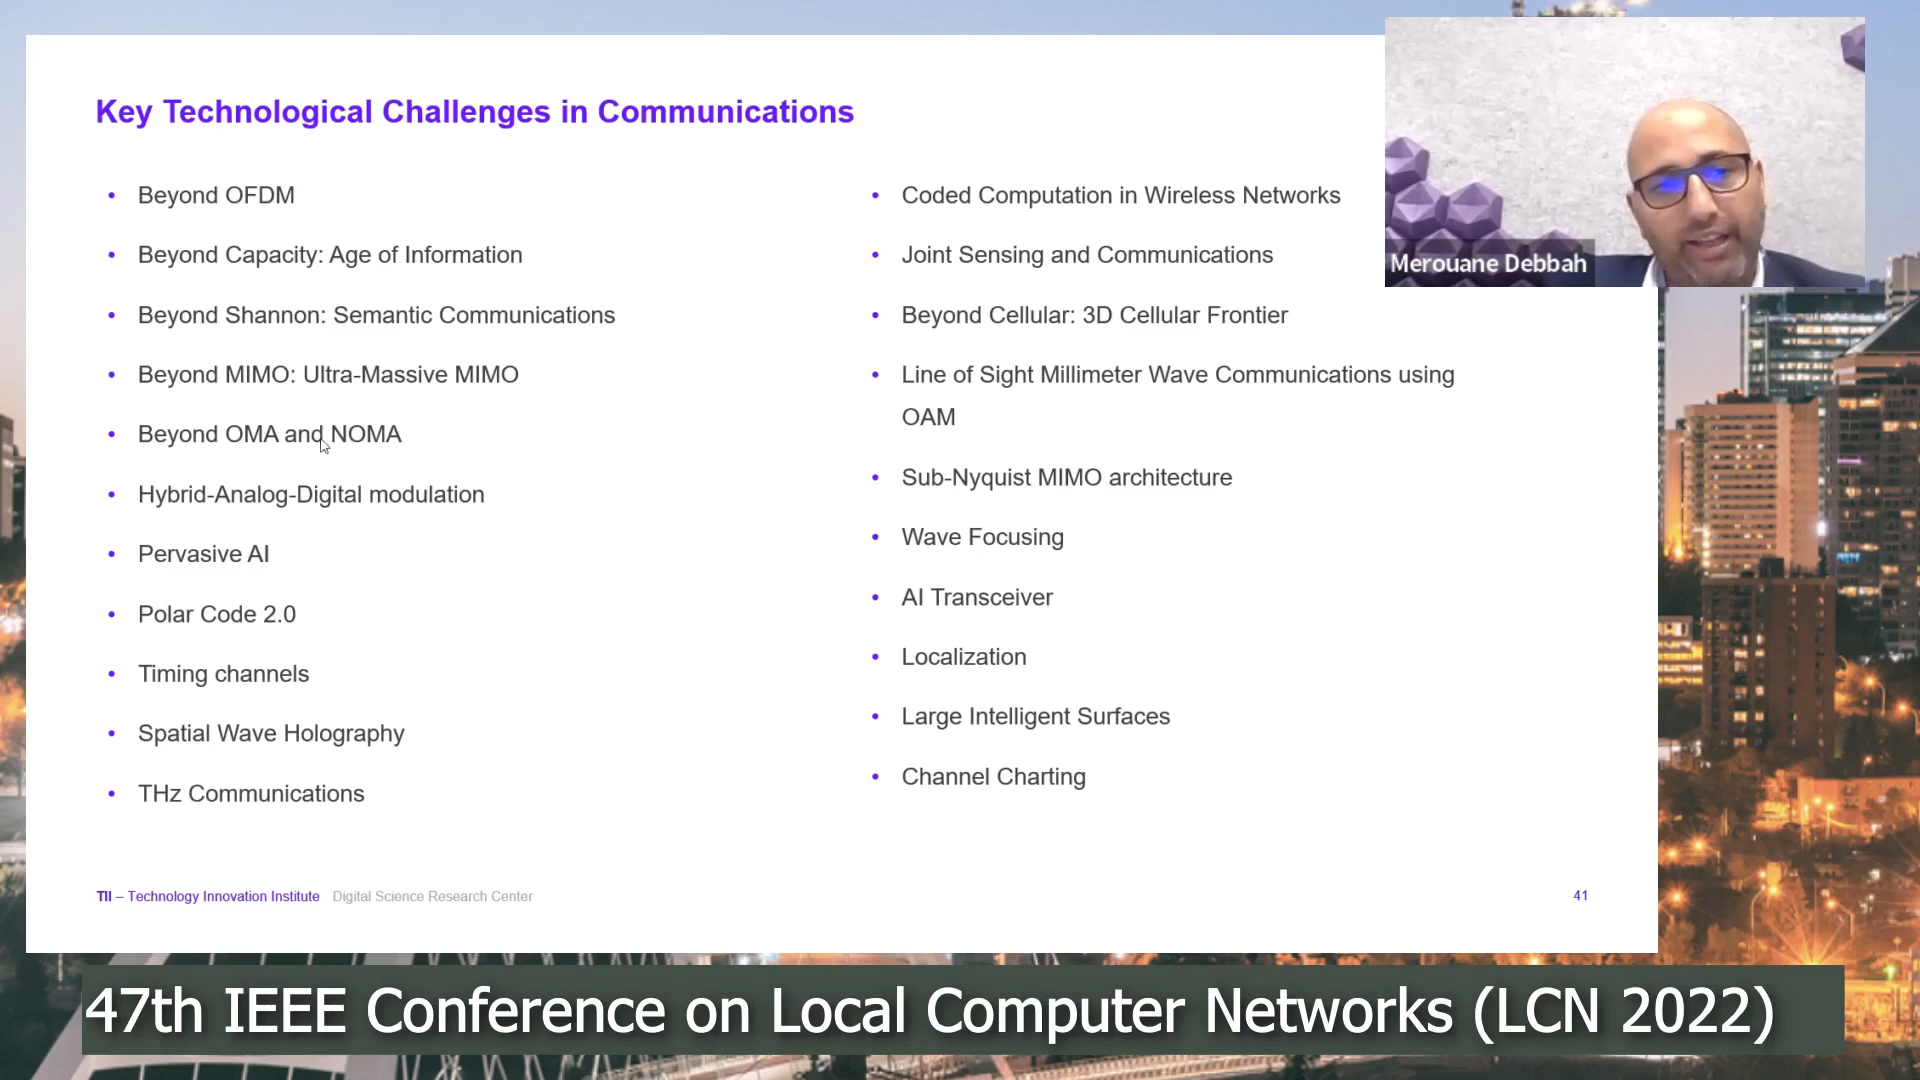 Key Technological Challenges in Communications
• Beyond OFDM
• Beyond Capacity: Age of Information
• Beyond Shannon: Semantic Communications
• Beyond MIMO: Ultra-Massive MIMO
• Beyond OMA and NOMA
• Hybrid-Analog-Digital modulation
• Pervasive AI
• Polar Code 2.0
• Timing channels
• Spatial Wave Holography
• THz Communications
• Coded Computation in Wireless Networks
• Joint Sensing and Communications
• Beyond Cellular: 3D Cellular Frontier
• Line of Sight Millimeter Wave Communications using
OAM
• Sub-Nyquist MIMO architecture
• Wave Focusing
• AI Transceiver
• Localization
• Large Intelligent Surfaces
• Channel Charting
Merouane Debbah
TII – Technology Innovation Institute Digital Science Research Center
41
47th IEEE Conference on Local Computer Networks (LCN 2022)